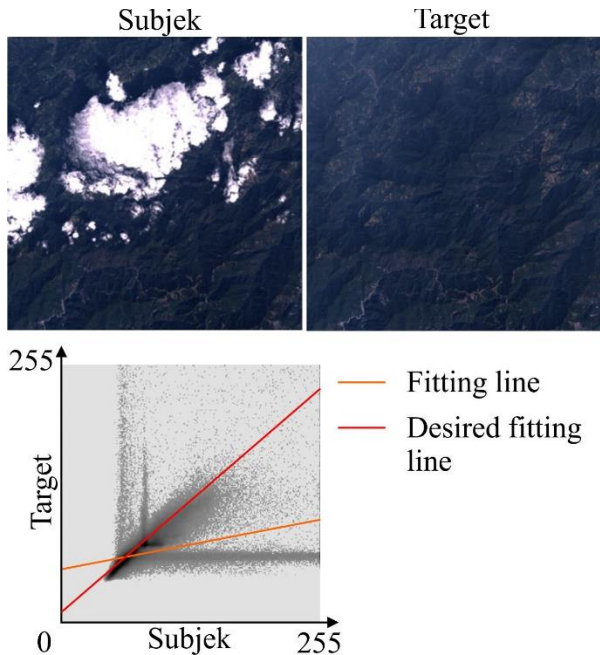 Subjek Target
255
Fitting line
Desired fitting
line
Target
0 Subjek 255